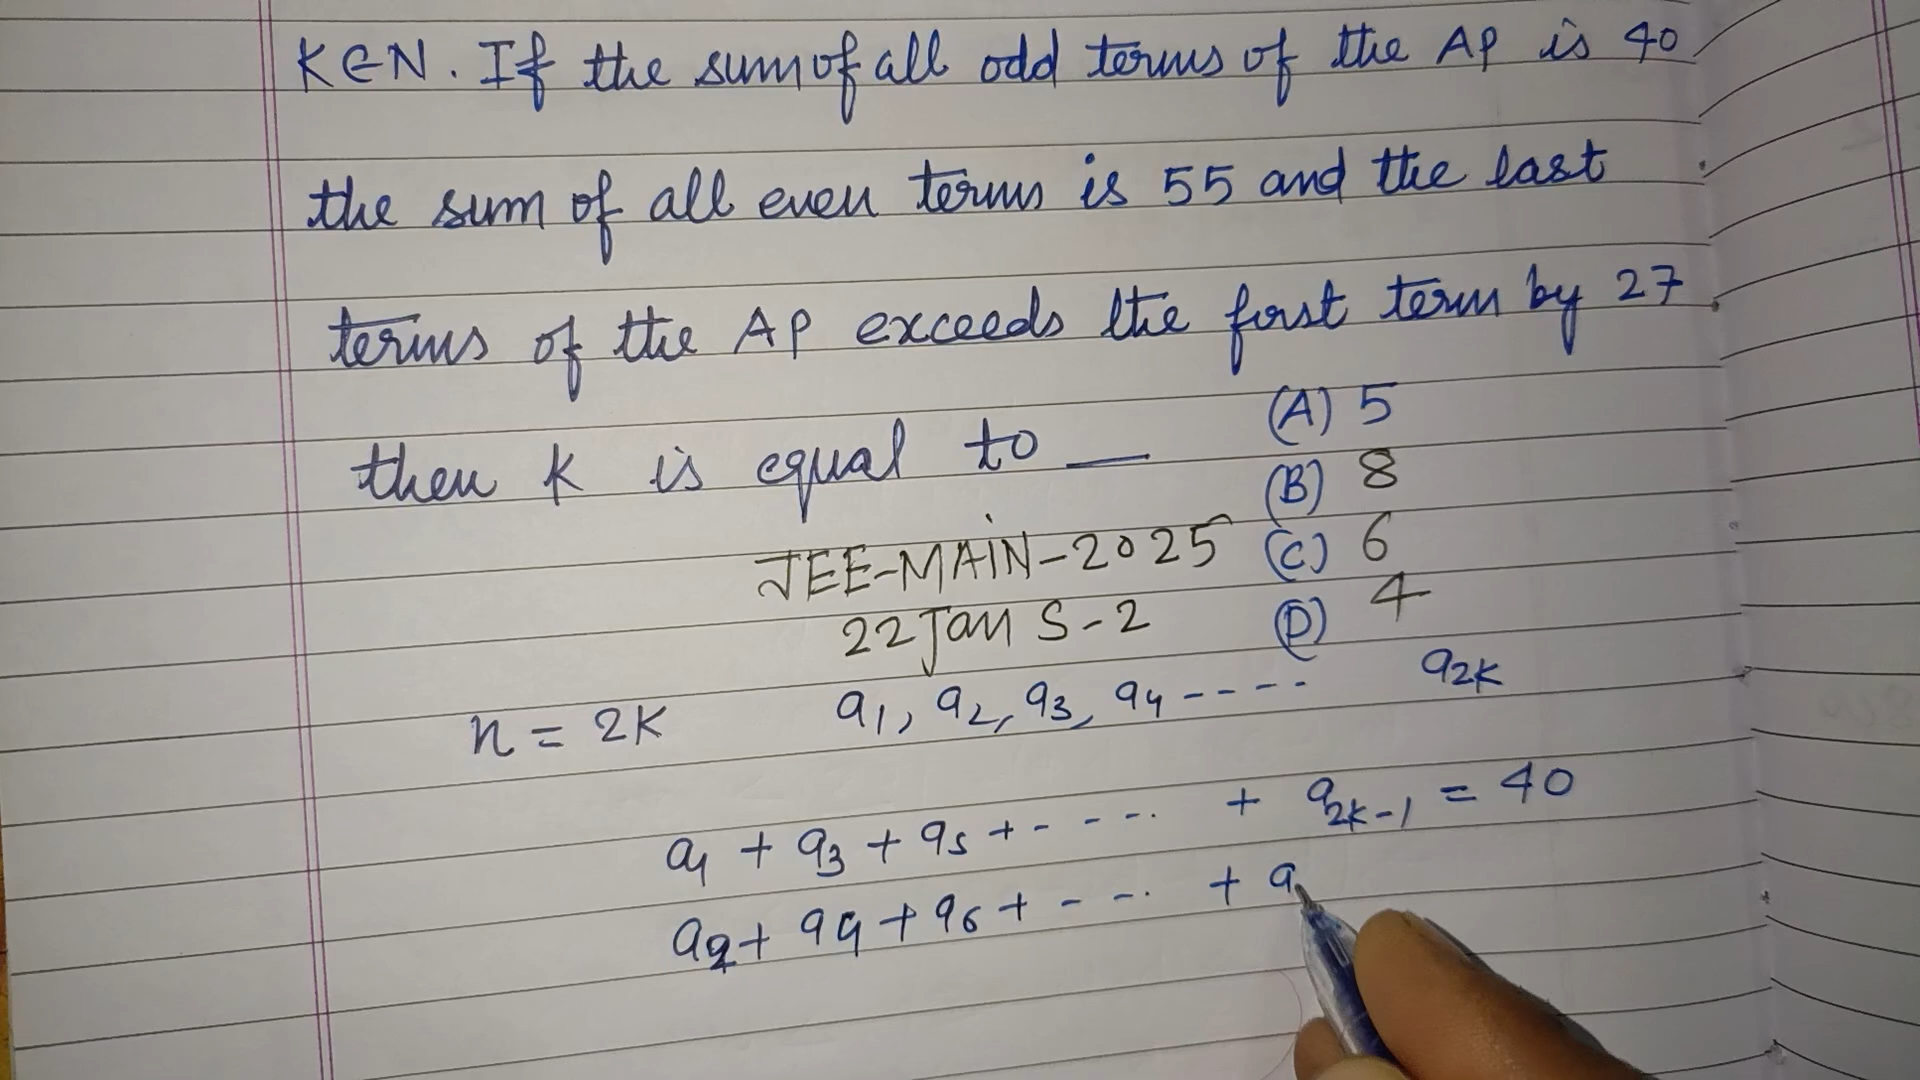 KEN. If the sum of all odd terms of the AP is 40
the sum of all even terms is 55 and the last
terms of the AP exceeds the first term by 27
then K is equal to __ (A) 5
(B) 8
JEE-MAIN-2025 (C) 6
22 Jan S-2 (D) 4
n = 2K a1, a2, a3, a4 ---- a2K
a1 + a3 + a5 + ---- + a2K-1 = 40
a2 + a4 + a6 + ---- + a